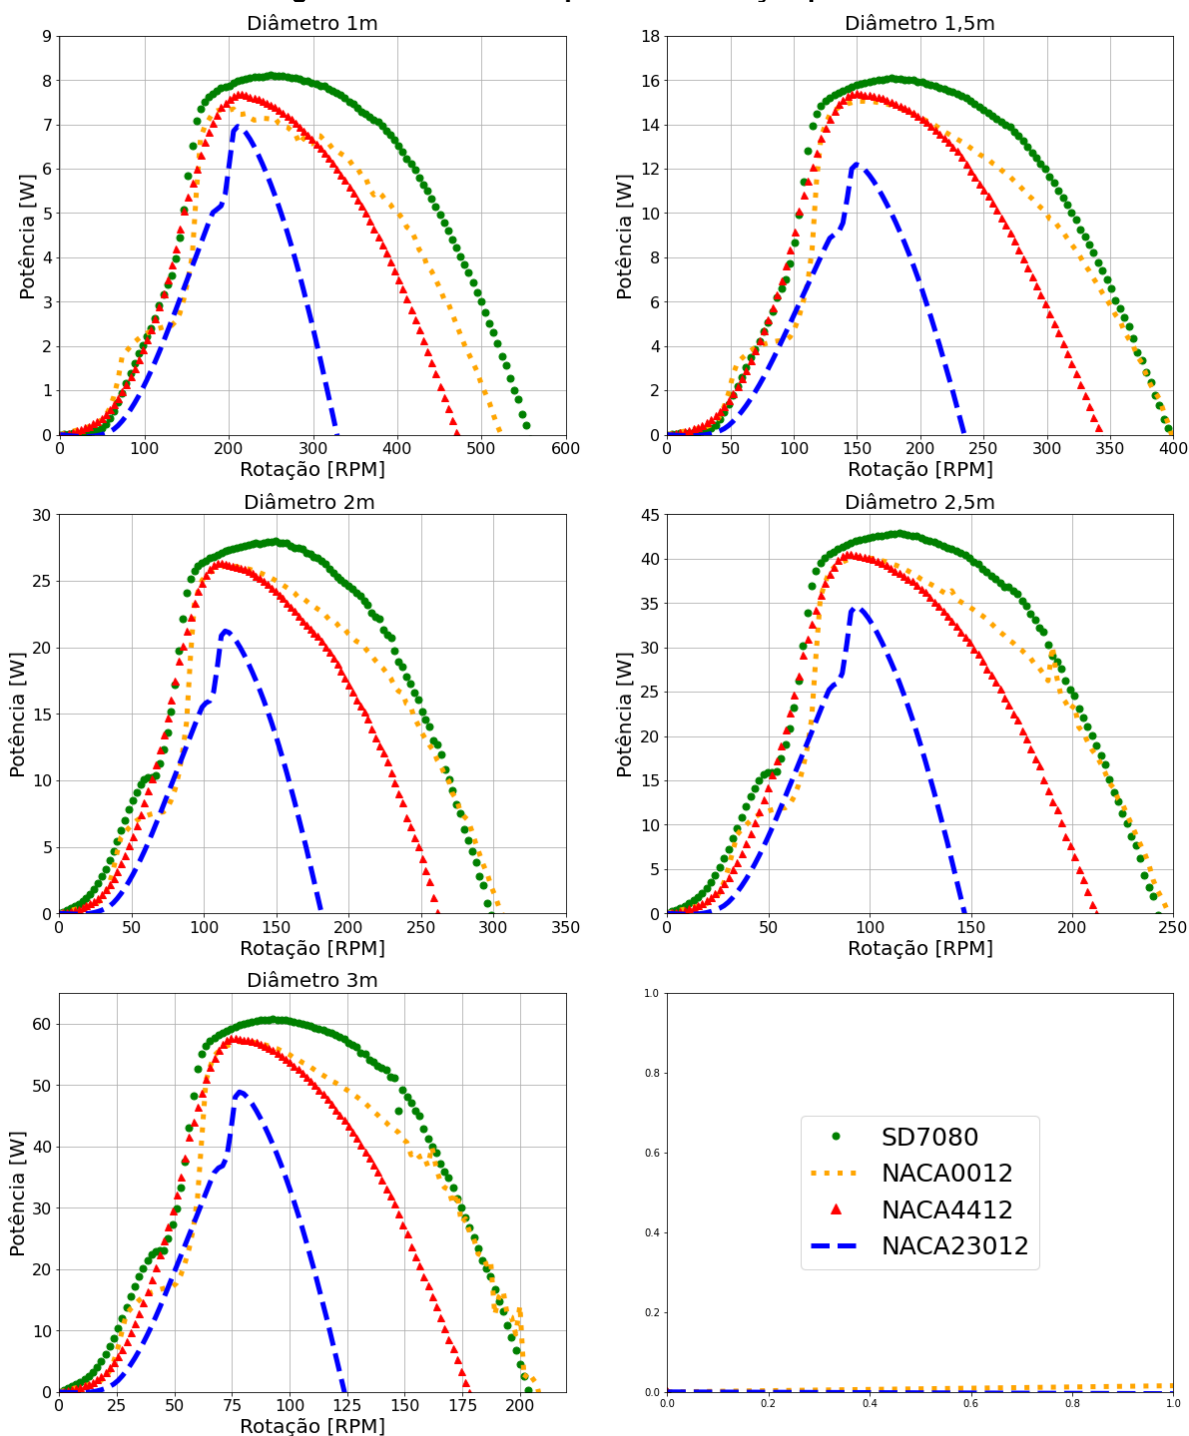 Diâmetro 1m
9
8
7
6
5
4
3
2
1
0
Potência [W]
0 100 200 300 400 500 600
Rotação [RPM]
Diâmetro 1,5m
18
16
14
12
10
8
6
4
2
0
Potência [W]
0 50 100 150 200 250 300 350 400
Rotação [RPM]
Diâmetro 2m
30
25
20
15
10
5
0
Potência [W]
0 50 100 150 200 250 300 350
Rotação [RPM]
Diâmetro 2,5m
45
40
35
30
25
20
15
10
5
0
Potência [W]
0 50 100 150 200 250
Rotação [RPM]
Diâmetro 3m
60
50
40
30
20
10
0
Potência [W]
0 25 75 100 150 125 175 200
Rotação [RPM]
1.0
0.8
0.6
0.4
0.2
0.0
SD7080
NACA0012
NACA4412
NACA23012
0.0 0.2 0.4 0.6 0.8 1.0